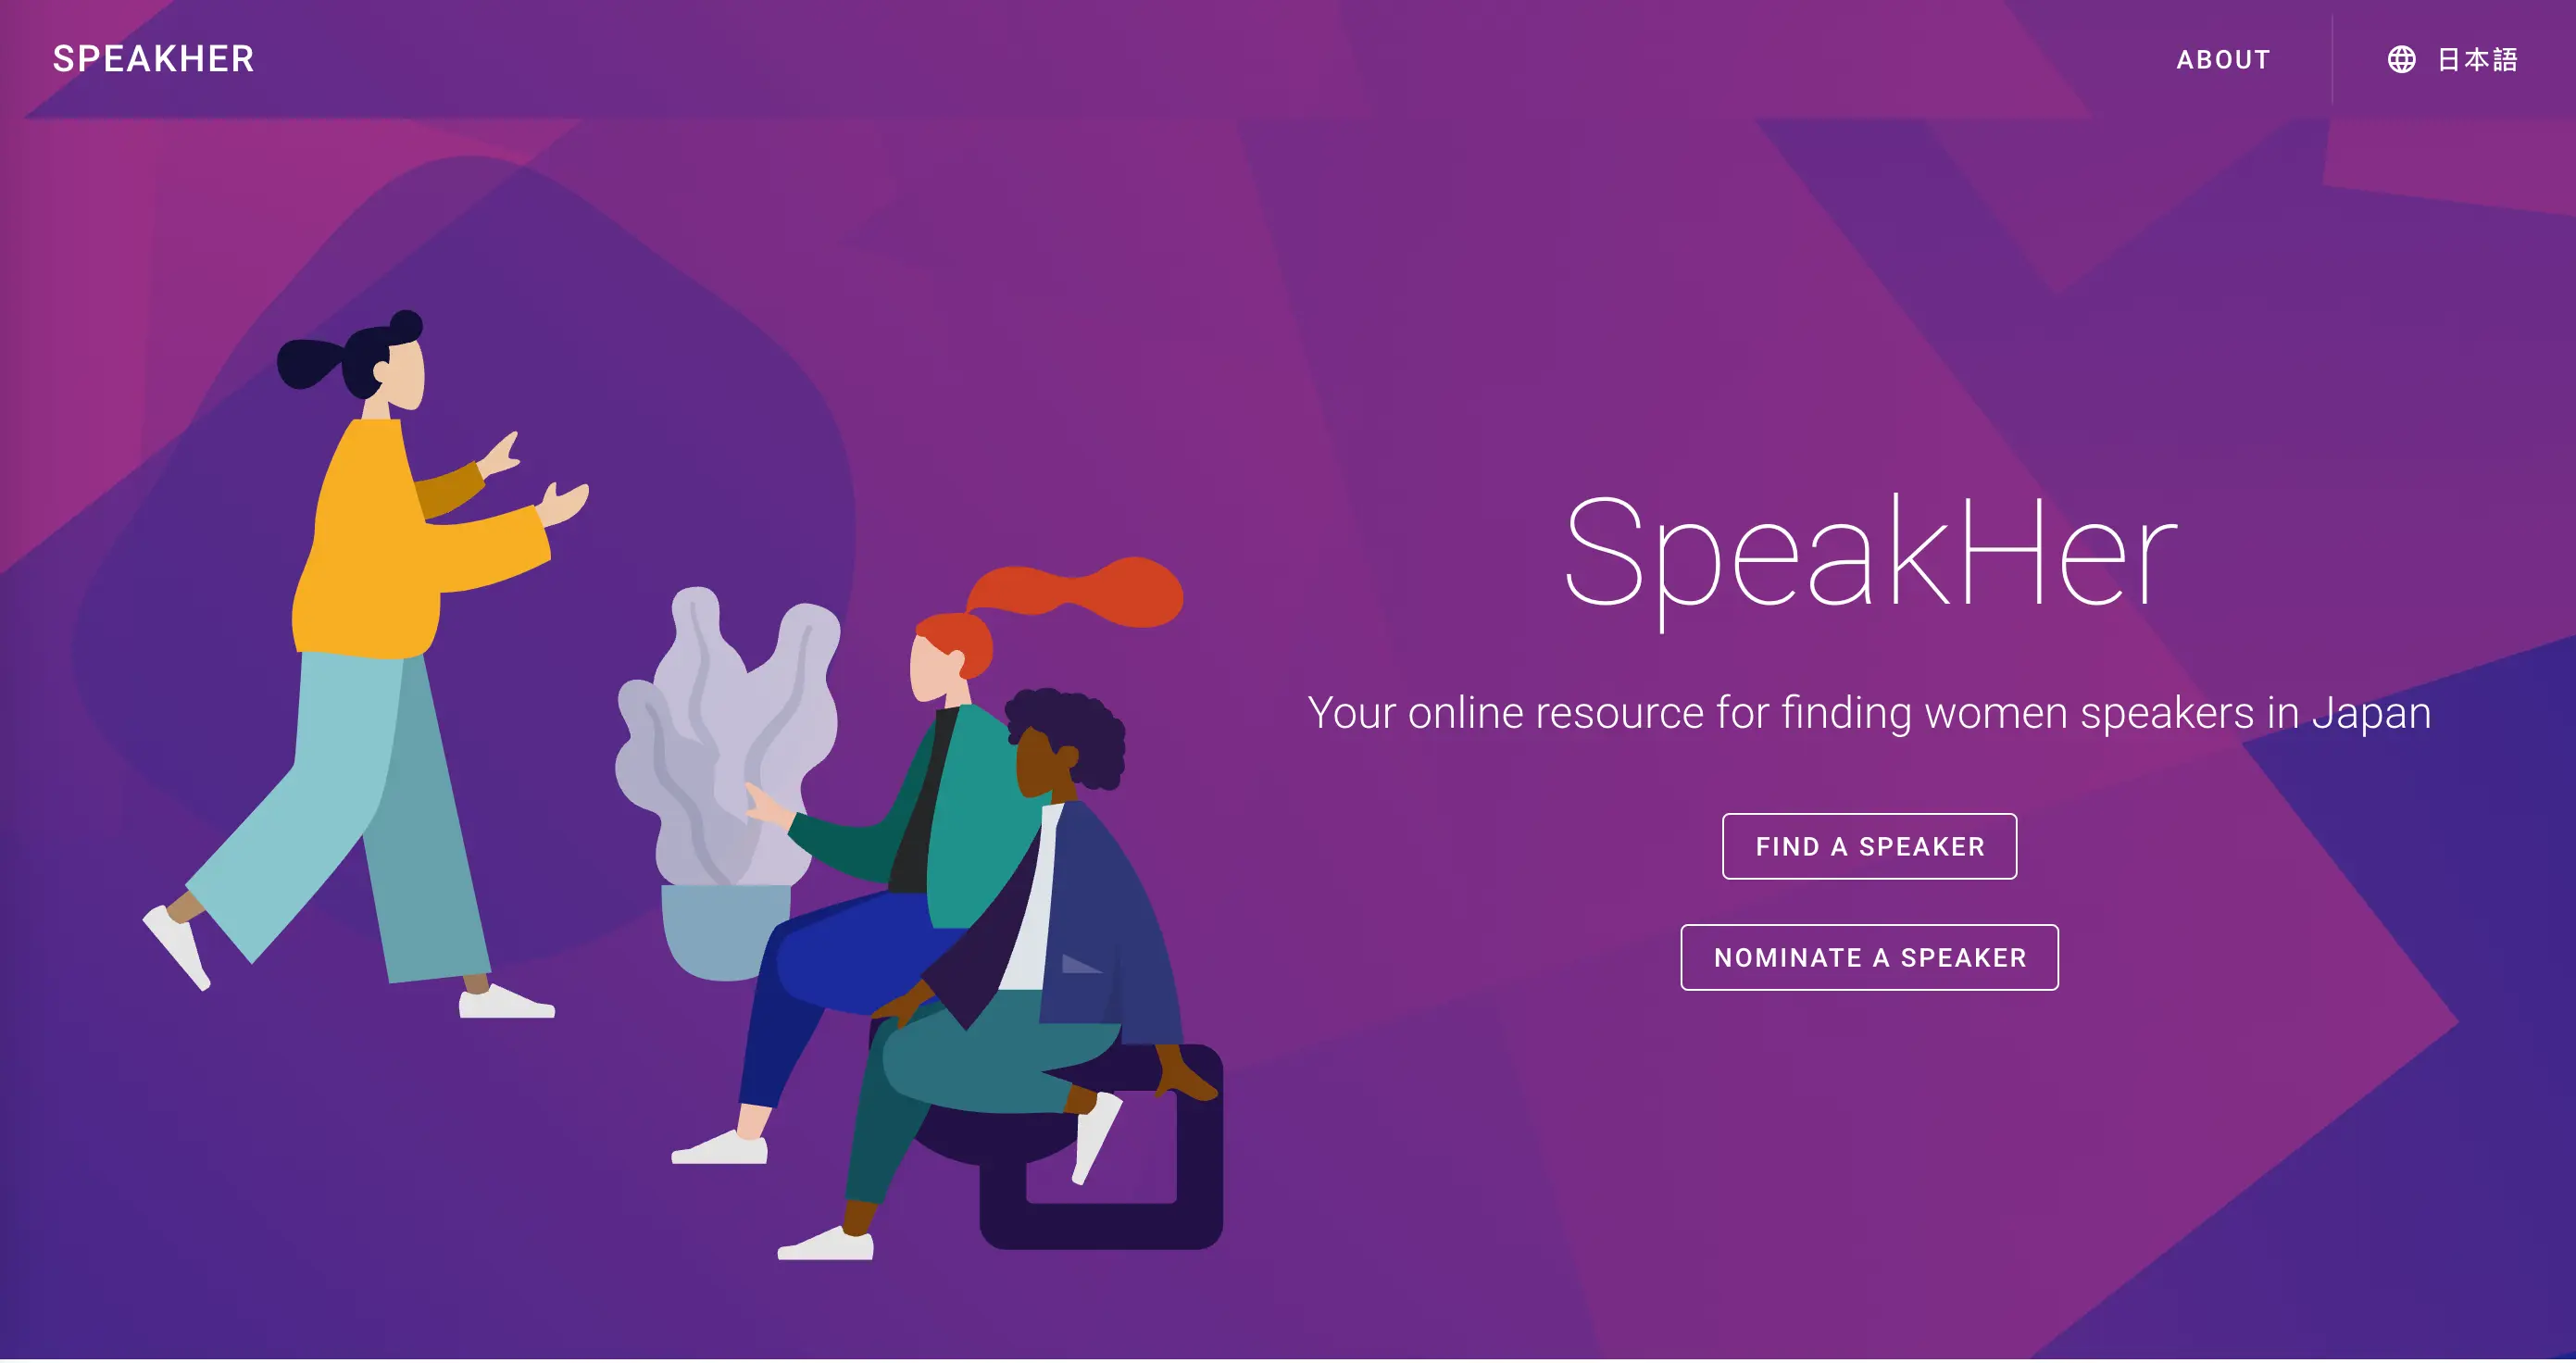 SPEAKHER
ABOUT
日本語
SpeakHer
Your online resource for finding women speakers in Japan
FIND A SPEAKER
NOMINATE A SPEAKER